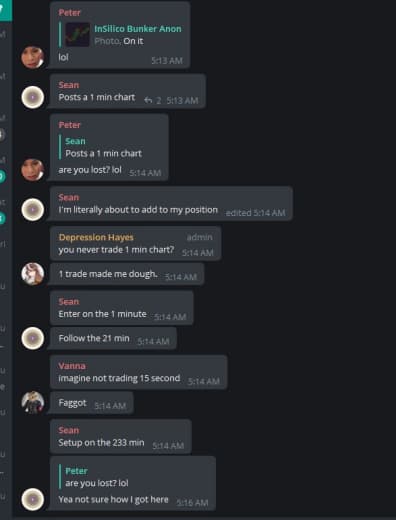 Peter
InSilico Bunker Anon
Photo, On it
lol 5:13 AM
Sean
Posts a 1 min chart 2 5:13 AM
Peter
Sean
Posts a 1 min chart
are you lost? lol 5:14 AM
Sean
I'm literally about to add to my position edited 5:14 AM
Depression Hayes admin
you never trade 1 min chart? 5:14 AM
1 trade made me dough. 5:14 AM
Sean
Enter on the 1 minute 5:14 AM
Follow the 21 min 5:14 AM
Vanna
imagine not trading 15 second 5:14 AM
Faggot 5:14 AM
Sean
Setup on the 233 min 5:14 AM
Peter
are you lost? lol
Yea not sure how I got here 5:16 AM